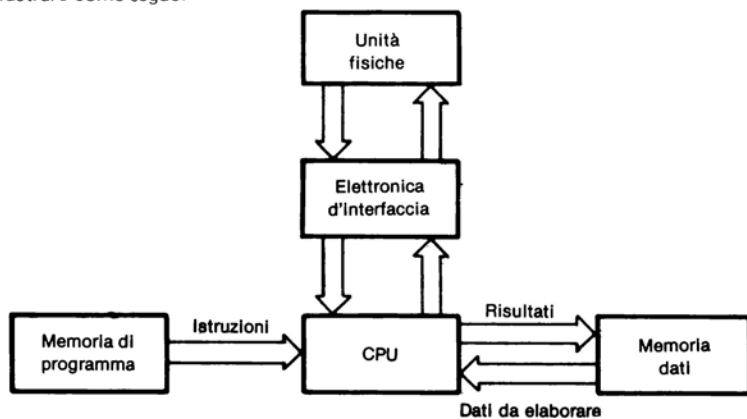 Unità
fisiche
Elettronica
d'interfaccia
Istruzioni
Risultati
Memoria di
programma
CPU
Memoria
dati
Dati da elaborare